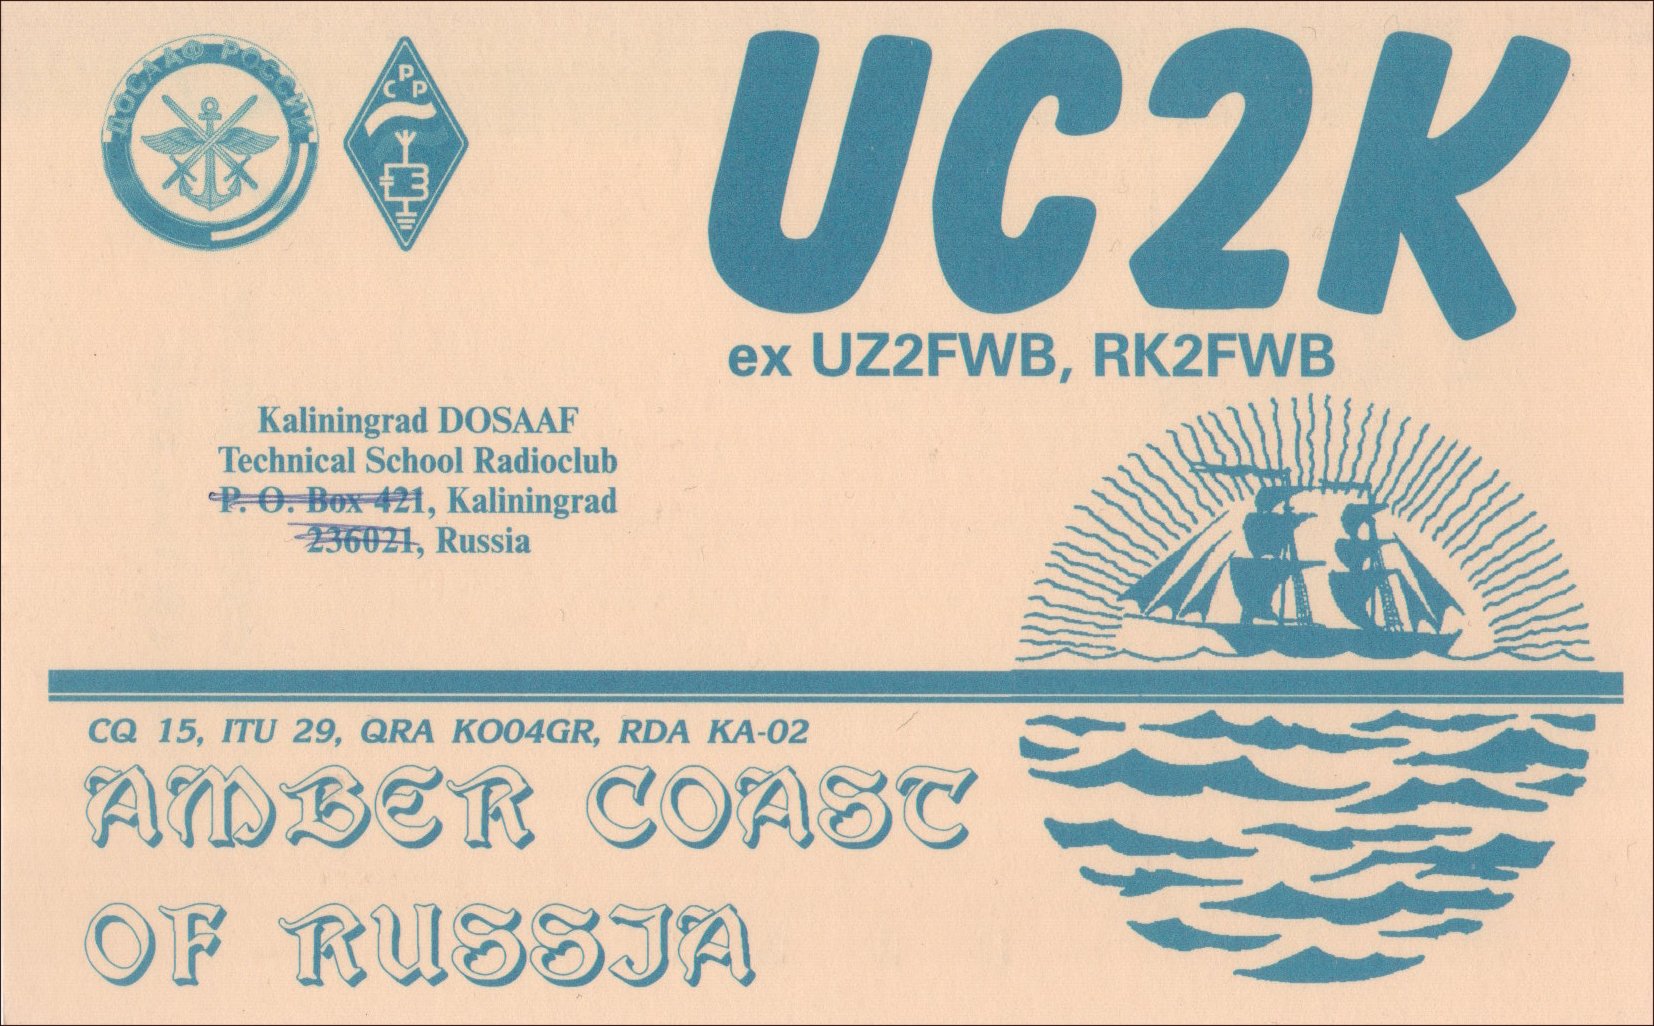 ДОСААФ РОССИИ
СРР
UC2K
ex UZ2FWB, RK2FWB
Kaliningrad DOSAAF
Technical School Radioclub
P. O. Box 421, Kaliningrad
236021, Russia
CQ 15, ITU 29, QRA KO04GR, RDA KA-02
AMBER COAST
OF RUSSIA